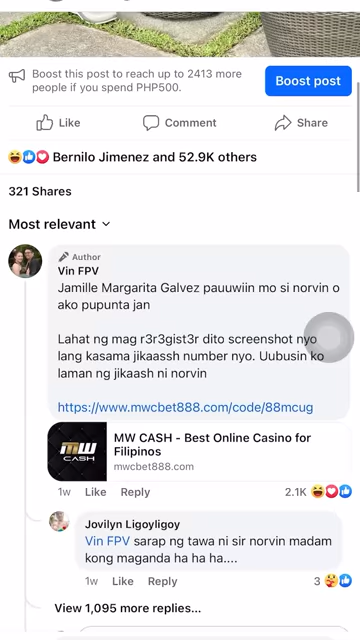 Boost this post to reach up to 2413 more
people if you spend PHP500.
Boost post
Like
Comment
Share
Bernilo Jimenez and 52.9K others
321 Shares
Most relevant
Author
Vin FPV
Jamille Margarita Galvez pauuwiin mo si norvin o
ako pupunta jan
Lahat ng mag r3r3gist3r dito screenshot nyo
lang kasama jikaassh number nyo. Uubusin ko
laman ng jikaash ni norvin
https://www.mwcbet888.com/code/88mcug
MW CASH
MW CASH - Best Online Casino for
Filipinos
mwcbet888.com
1w Like Reply 2.1K
Jovilyn Ligoyligoy
Vin FPV sarap ng tawa ni sir norvin madam
kong maganda ha ha ha....
1w Like Reply 3
View 1,095 more replies...